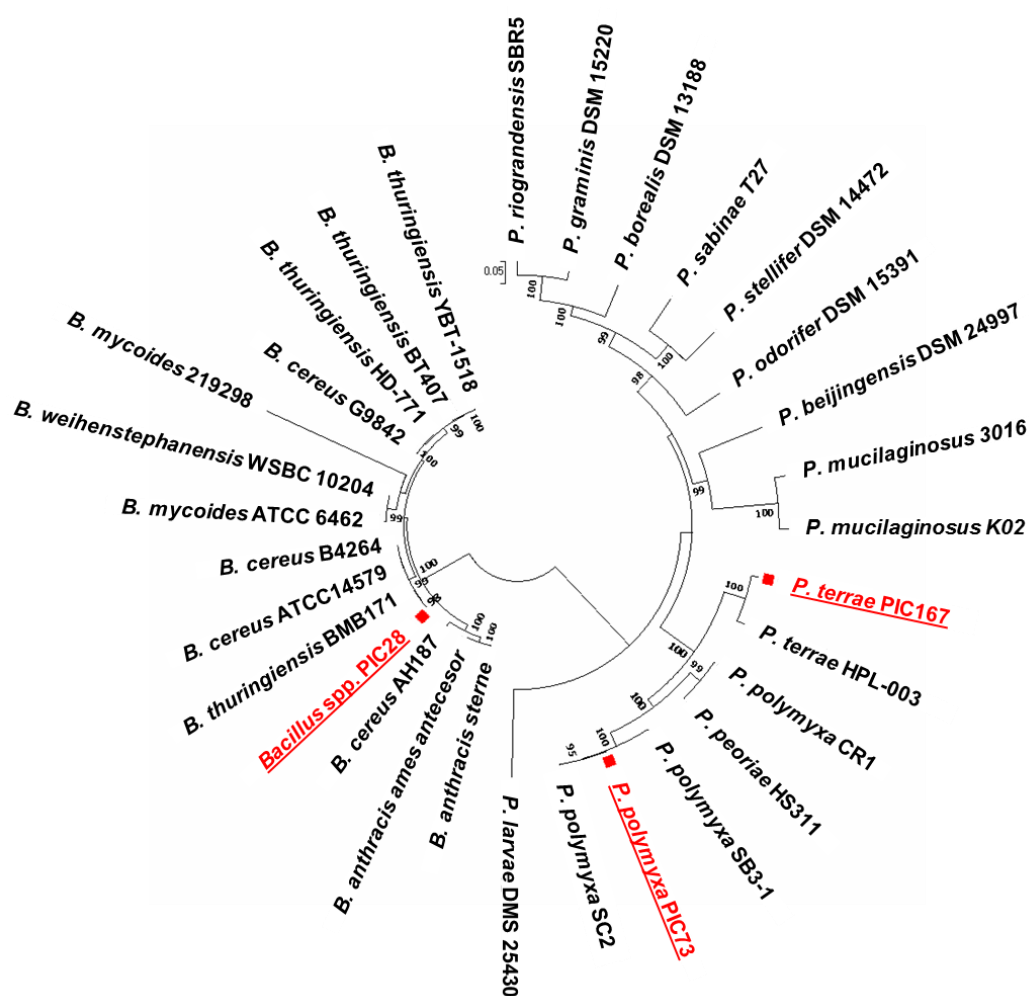 P. riograndensis SBR5
P. graminis DSM 15220
P. borealis DSM 13188
P. sabinae T27
P. stellifer DSM 14472
P. odorifer DSM 15391
P. beijingensis DSM 24997
P. mucilaginosus 3016
P. mucilaginosus K02
P. terrae PIC167
P. terrae HPL-003
P. polymyxa CR1
P. peoriae HS311
P. polymyxa SB3-1
P. polymyxa PIC73
P. polymyxa SC2
P. larvae DMS 25430
B. anthracis sterne
B. anthracis ames antecesor
B. cereus AH187
Bacillus spp. PIC28
B. thuringiensis BMB171
B. cereus ATCC14579
B. cereus B4264
B. mycoides ATCC 6462
B. weihenstephanensis WSBC 10204
B. mycoides 219298
B. cereus G9842
B. thuringiensis HD-771
B. thuringiensis BT407
B. thuringiensis YBT-1518
0.05
100
100
99
100
98
99
100
100
100
99
100
100
95
100
100
98
99
100
99
100
99
100